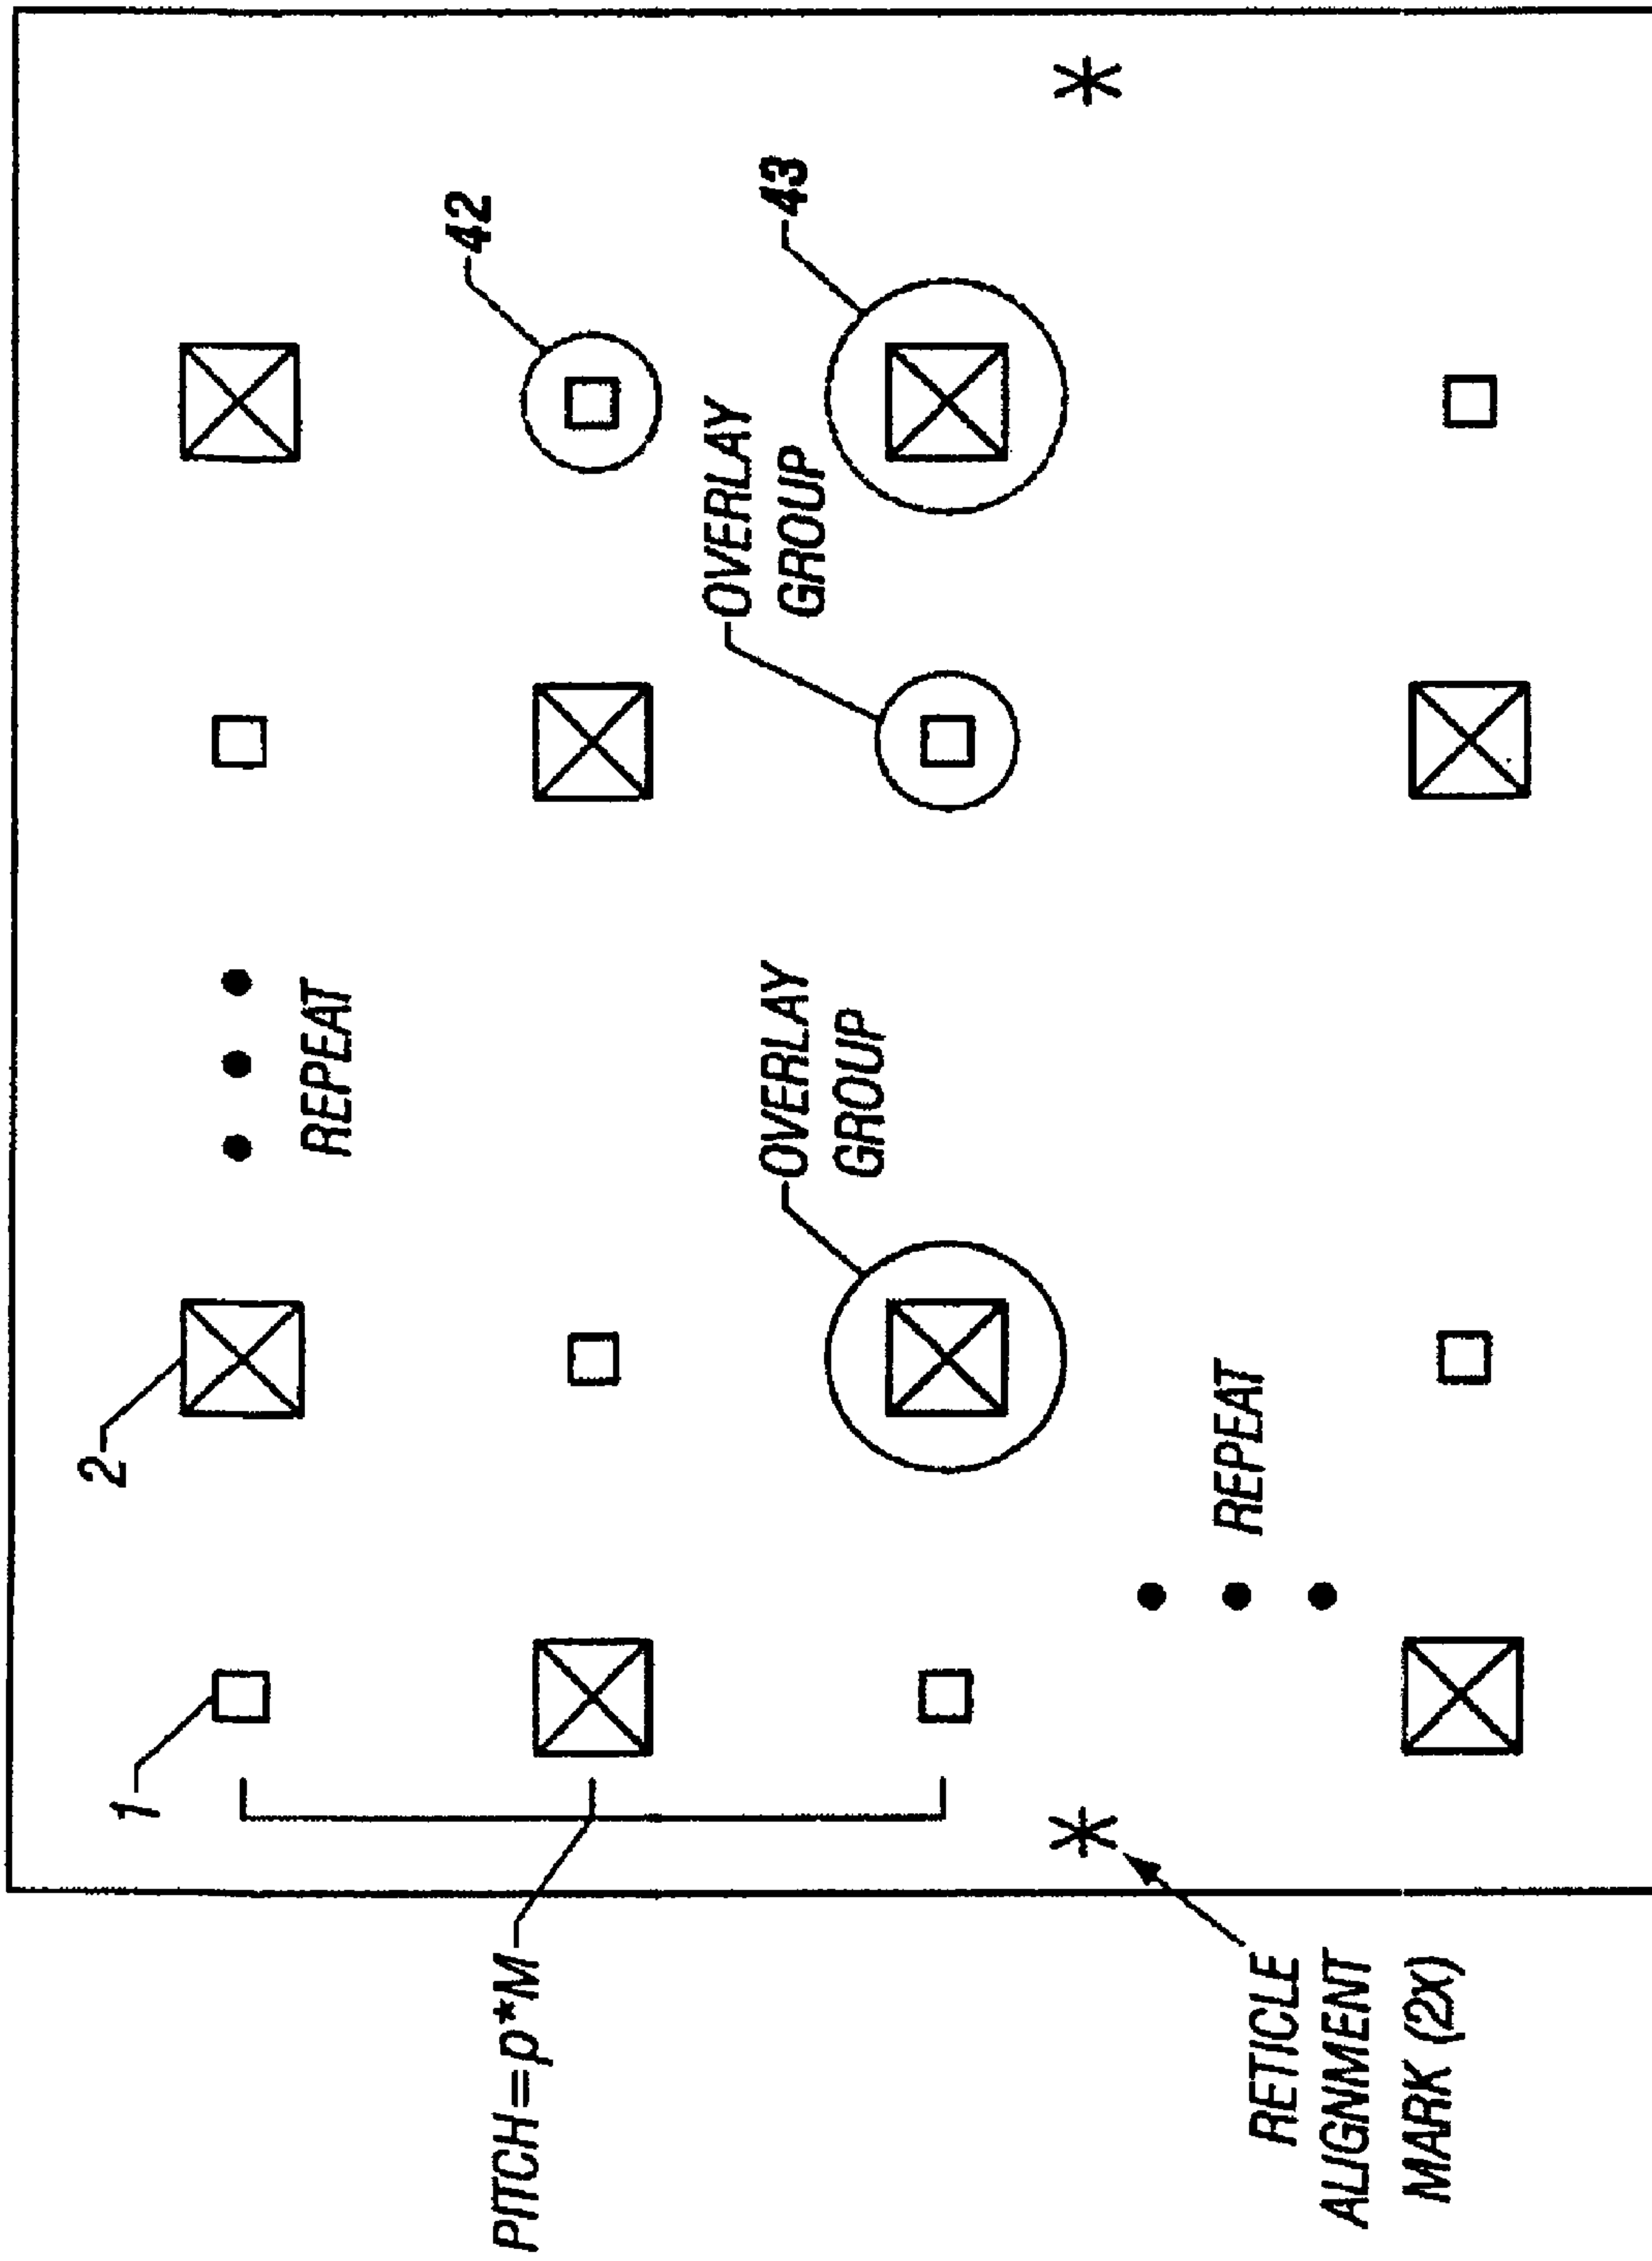 2
1
REPEAT
42
PITCH=p*M
OVERLAY
GROUP
43
OVERLAY
GROUP
REPEAT
RETICLE
ALIGNMENT
MARK (2X)